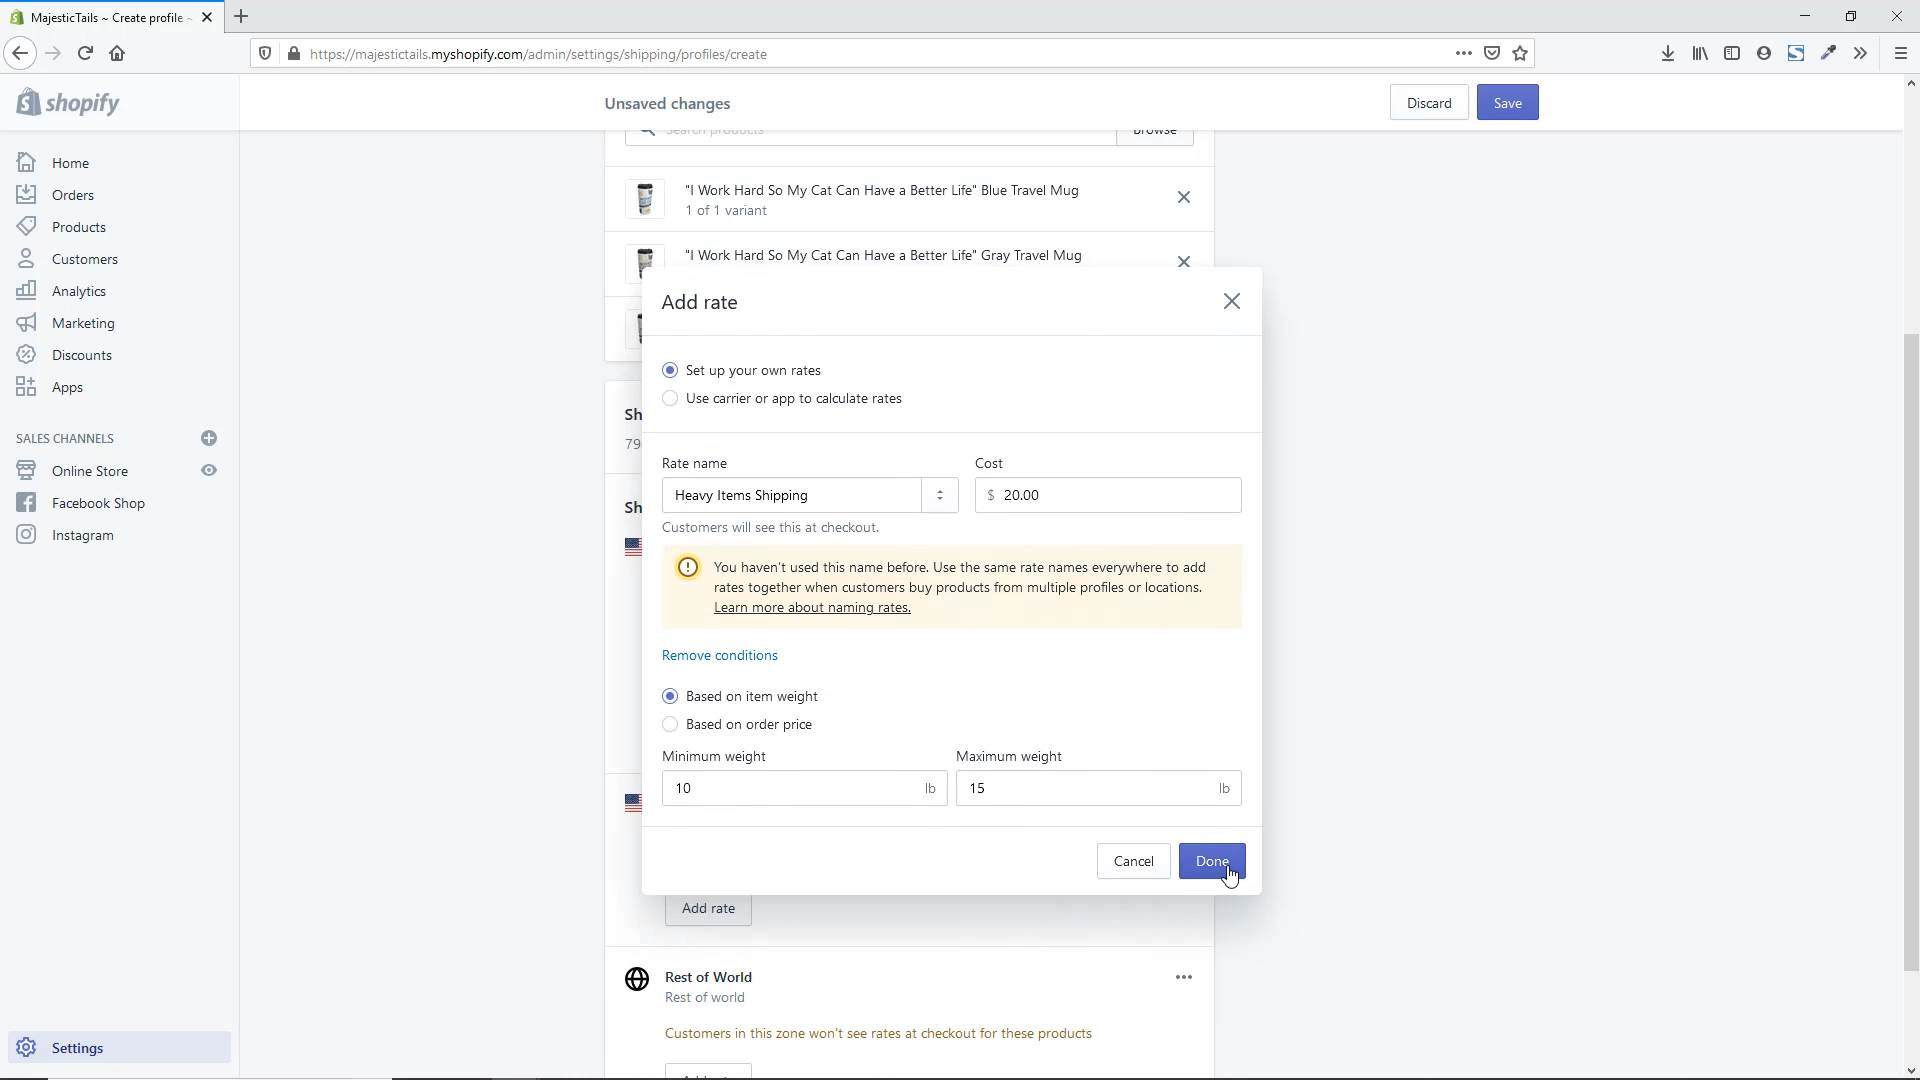 MajesticTails ~ Create profile ~
https://majestictails.myshopify.com/admin/settings/shipping/profiles/create
shopify
Unsaved changes
Discard
Save
Home
Orders
Products
Customers
Analytics
Marketing
Discounts
Apps
SALES CHANNELS
Online Store
Facebook Shop
Instagram
Settings
Search products
Browse
"I Work Hard So My Cat Can Have a Better Life" Blue Travel Mug
1 of 1 variant
"I Work Hard So My Cat Can Have a Better Life" Gray Travel Mug
Sh
79
Sh
Add rate
Set up your own rates
Use carrier or app to calculate rates
Rate name
Cost
Heavy Items Shipping
$ 20.00
Customers will see this at checkout.
You haven't used this name before. Use the same rate names everywhere to add
rates together when customers buy products from multiple profiles or locations.
Learn more about naming rates.
Remove conditions
Based on item weight
Based on order price
Minimum weight
Maximum weight
10 lb
15 lb
Cancel
Done
Add rate
Rest of World
Rest of world
Customers in this zone won't see rates at checkout for these products